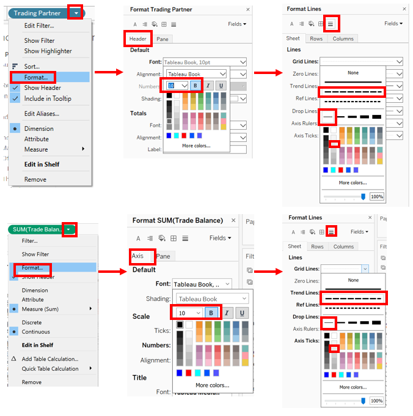 Trading Partner
Edit Filter...
Show Filter
Show Highlighter
Sort...
Format...
Show Header
Include in Tooltip
Edit Aliases...
Dimension
Attribute
Measure
Edit in Shelf
Remove
Format Trading Partner
Fields
Header
Pane
Default
Font: Tableau Book, 10pt
Alignment: Tableau Book
Numbers: 10 B I U
Shading:
Totals
Font:
Alignment:
Label:
More colors...
Format Lines
Sheet Rows Columns
Lines
Grid Lines:
Zero Lines: None
Trend Lines:
Ref Lines:
Drop Lines:
Axis Rulers:
Axis Ticks:
More colors...
100%
SUM(Trade Balan..
Filter...
Show Filter
Format...
Show Header
Dimension
Attribute
Measure (Sum)
Discrete
Continuous
Edit in Shelf
Add Table Calculation...
Quick Table Calculation
Remove
Format SUM(Trade Balance)
Fields
Axis
Pane
Default
Font: Tableau Book, ..
Shading: Tableau Book
Scale 10 B I U
Ticks:
Numbers:
Alignment:
Title
More colors...
Format Lines
Fields
Sheet Rows Columns
Lines
Grid Lines:
Zero Lines: None
Trend Lines:
Ref Lines:
Drop Lines:
Axis Rulers:
Axis Ticks:
More colors...
100%